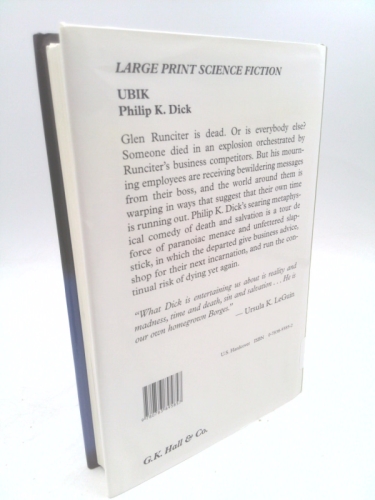 LARGE PRINT SCIENCE FICTION
UBIK
Philip K. Dick
Glen Runciter is dead. Or is everybody else?
Someone died in an explosion orchestrated by
Runciter's business competitors. But his mourn-
ing employees are receiving bewildering messages
from their boss, and the world around them is
warping in ways that suggest that their own time
is running out. Philip K. Dick's searing metaphys-
ical comedy of death and salvation is a tour de
force of paranoiac menace and unfettered slap-
stick, in which the departed give business advice,
shop for their next incarnation, and run the con-
tinual risk of dying yet again.
"What Dick is entertaining us about is reality and
madness, time and death, sin and salvation . . . He is
our own homegrown Borges."
— Ursula K. LeGuin
U.S. Hardcover ISBN
G.K. Hall & Co.